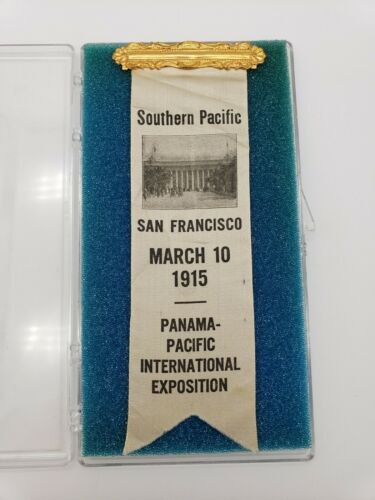 Southern Pacific
SAN FRANCISCO
MARCH 10
1915
PANAMA-
PACIFIC
INTERNATIONAL
EXPOSITION